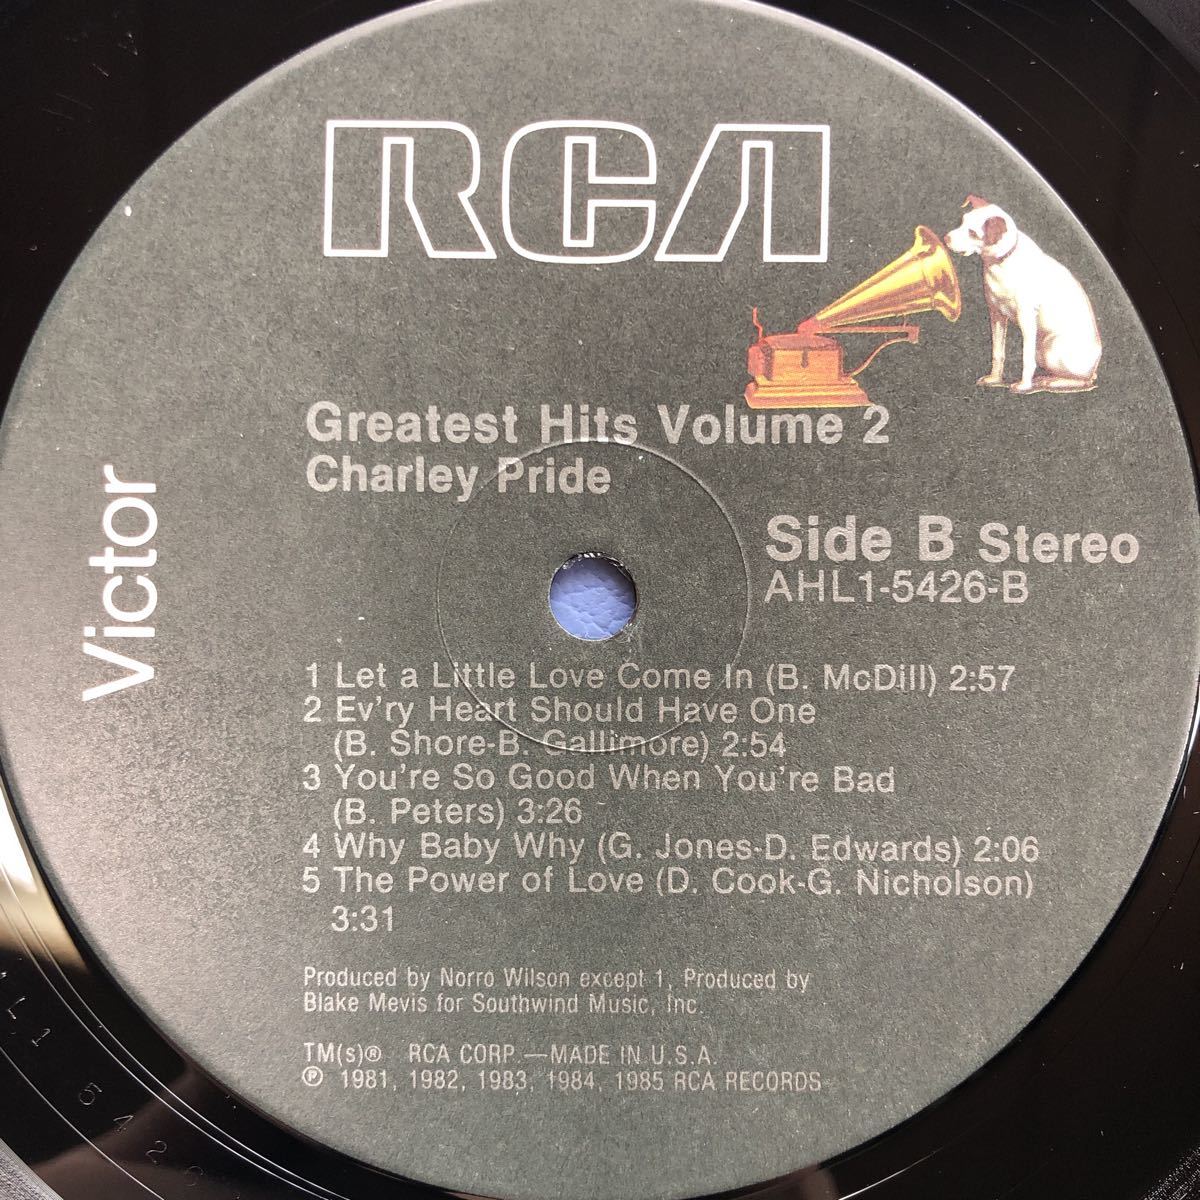 RCA
Victor
Greatest Hits Volume 2
Charley Pride
Side B Stereo
AHL1-5426-B
1 Let a Little Love Come In (B. McDill) 2:57
2 Ev'ry Heart Should Have One
(B. Shore-B. Gallimore) 2:54
3 You're So Good When You're Bad
(B. Peters) 3:26
4 Why Baby Why (G. Jones-D. Edwards) 2:06
5 The Power of Love (D. Cook-G. Nicholson)
3:31
Produced by Norro Wilson except 1, Produced by
Blake Mevis for Southwind Music, Inc.
TM(s)® RCA CORP.—MADE IN U.S.A.
℗ 1981, 1982, 1983, 1984, 1985 RCA RECORDS